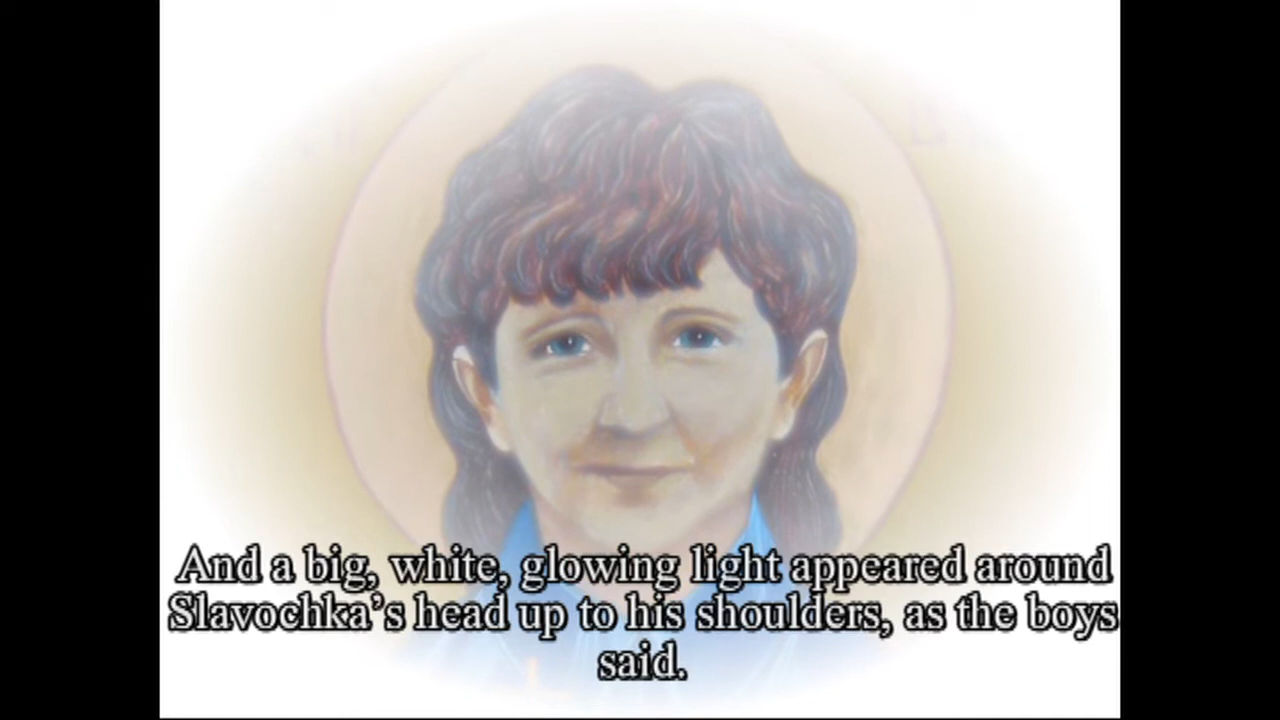 And a big, white, glowing light appeared around
Slavochka's head up to his shoulders, as the boys
said.